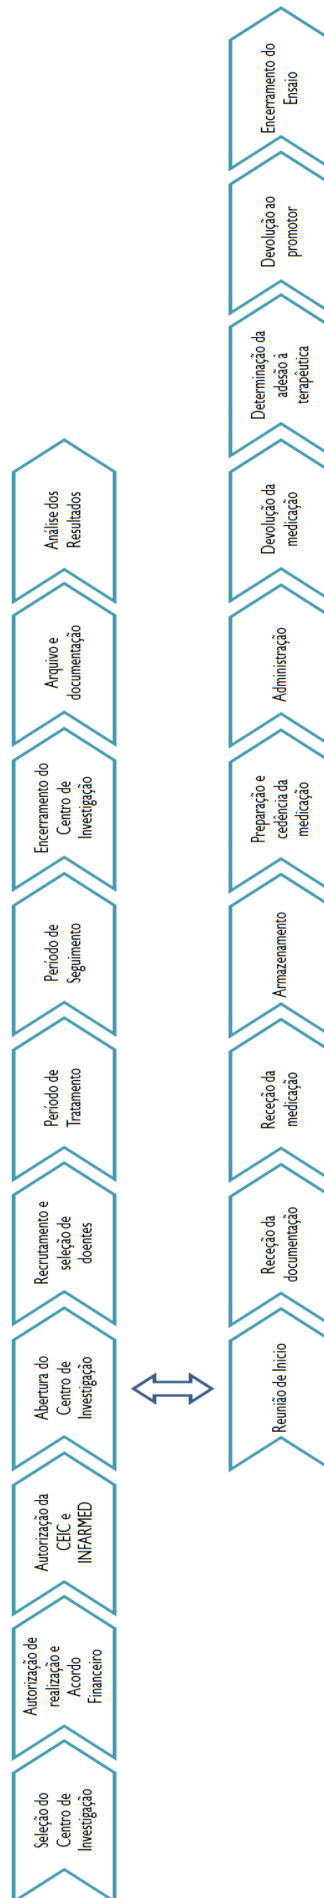 Seleção do
Centro de
Investigação
Autorização de
realização e
Acordo
Financeiro
Autorização da
CEIC e
INFARMED
Abertura do
Centro de
Investigação
Recrutamento e
seleção de
doentes
Período de
Tratamento
Período de
Seguimento
Encerramento do
Centro de
Investigação
Arquivo e
documentação
Análise dos
Resultados
Reunião de Inicio
Receção da
documentação
Receção da
medicação
Armazenamento
Preparação e
cedência da
medicação
Administração
Devolução da
medicação
Determinação da
adesão à
terapêutica
Devolução ao
promotor
Encerramento do
Ensaio